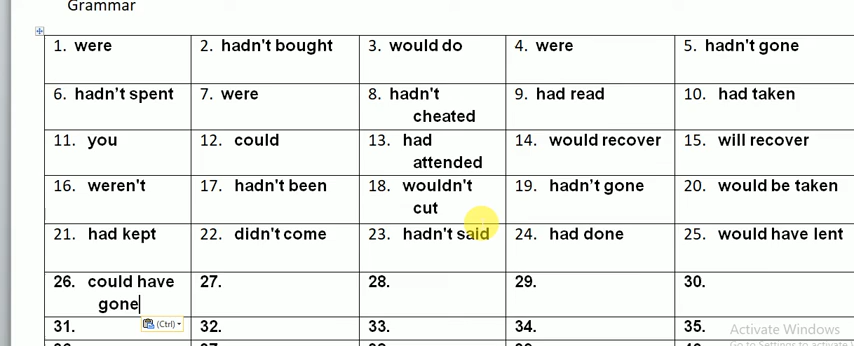 Grammar
1. were 2. hadn't bought 3. would do 4. were 5. hadn't gone
6. hadn’t spent 7. were 8. hadn't cheated 9. had read 10. had taken
11. you 12. could 13. had attended 14. would recover 15. will recover
16. weren't 17. hadn't been 18. wouldn't cut 19. hadn’t gone 20. would be taken
21. had kept 22. didn't come 23. hadn't said 24. had done 25. would have lent
26. could have gone 27. 28. 29. 30.
(Ctrl)
31. 32. 33. 34. 35.
Activate Windows